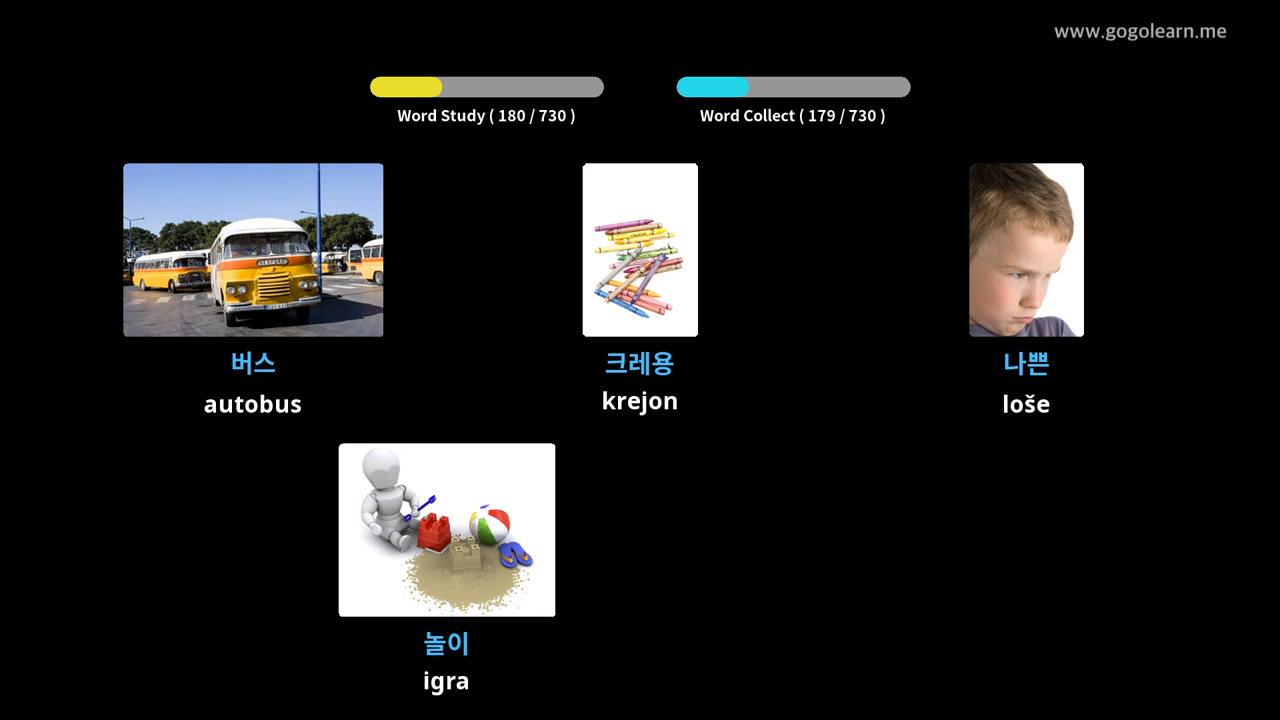 www.gogolearn.me
Word Study ( 180 / 730 )
Word Collect ( 179 / 730 )
버스
크레용
나쁜
autobus
krejon
loše
놀이
igra